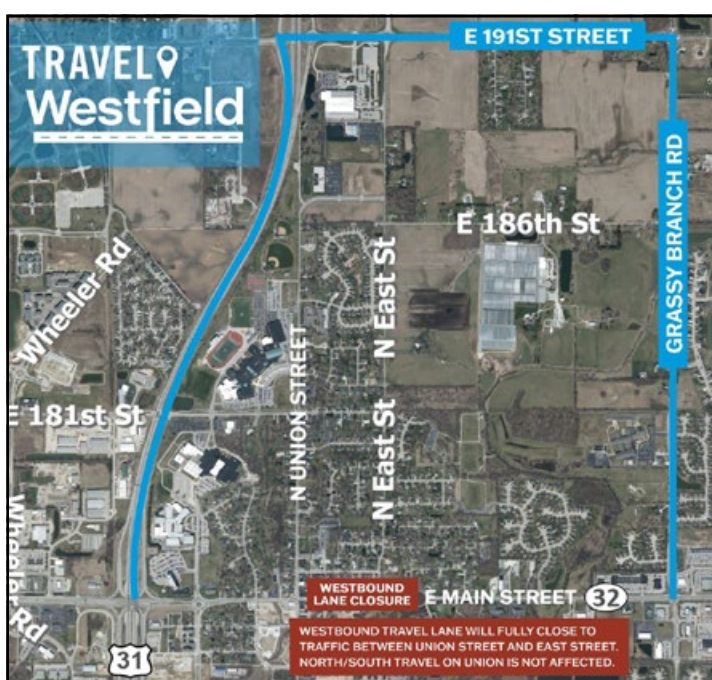 TRAVEL
Westfield
E 191ST STREET
GRASSY BRANCH RD
E 186th St
Wheeler Rd
N East St
N UNION STREET
E 181st St
N East St
Wheeler Rd
WESTBOUND
LANE CLOSURE
E MAIN STREET 32
WESTBOUND TRAVEL LANE WILL FULLY CLOSE TO
TRAFFIC BETWEEN UNION STREET AND EAST STREET.
NORTH/SOUTH TRAVEL ON UNION IS NOT AFFECTED.
31